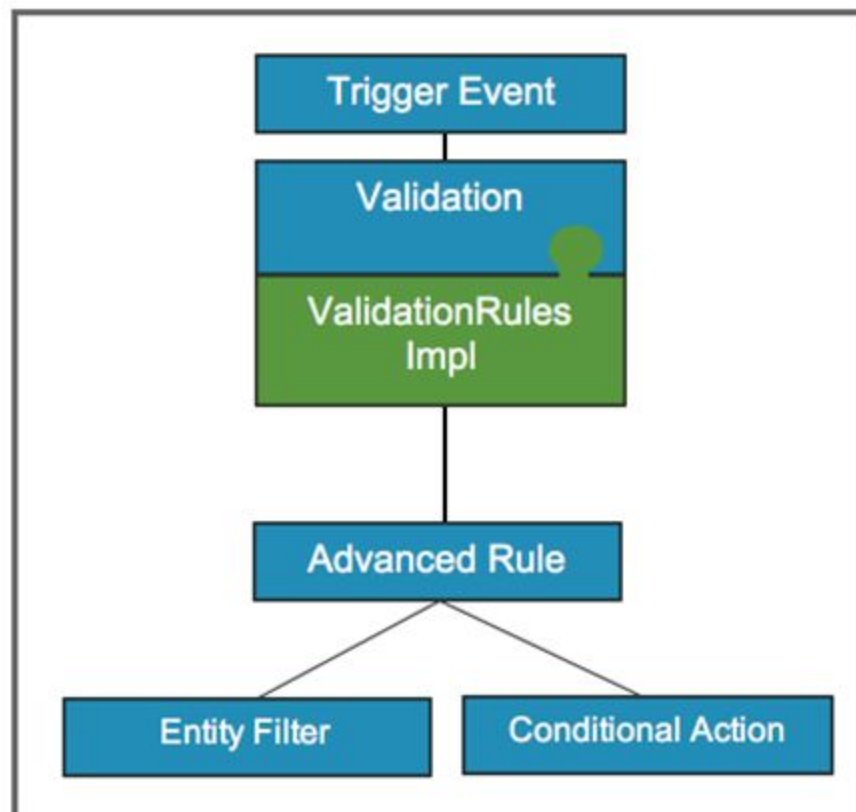 Trigger Event
Validation
ValidationRules
Impl
Advanced Rule
Entity Filter
Conditional Action